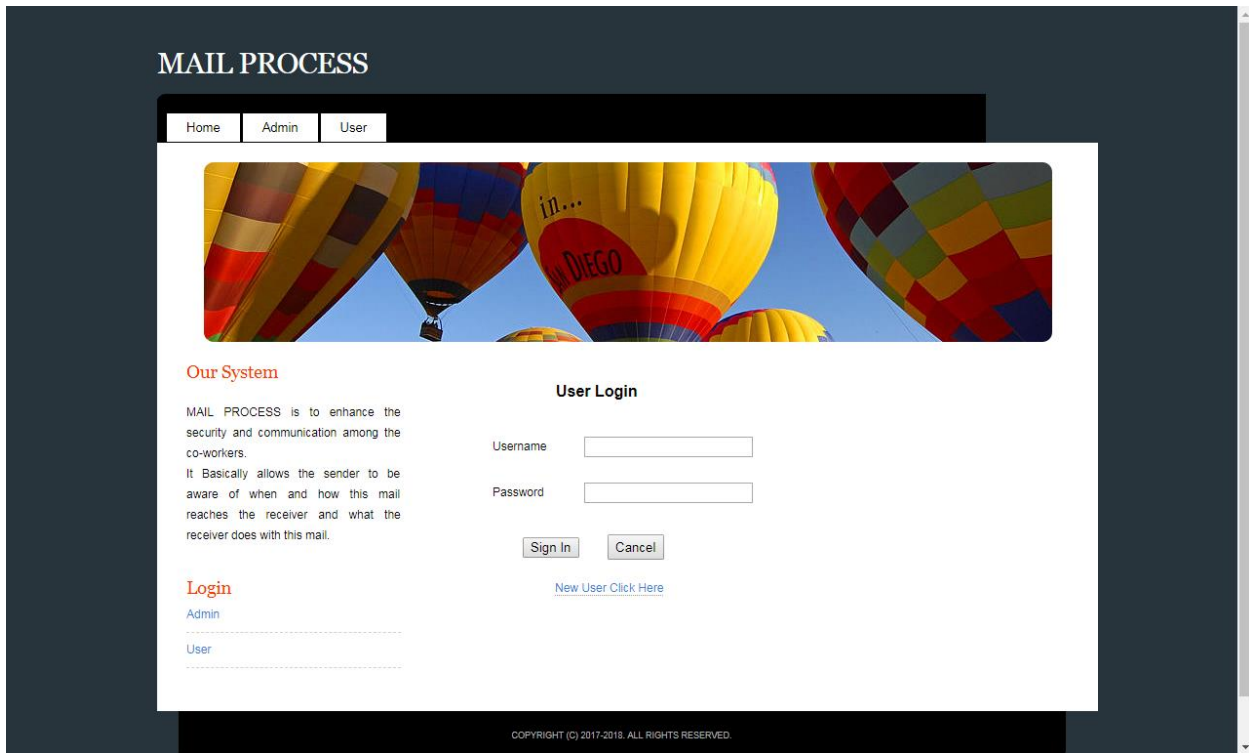 MAIL PROCESS
Home
Admin
User
in...
SAN DIEGO
Our System
MAIL PROCESS is to enhance the
security and communication among the
co-workers.
It Basically allows the sender to be
aware of when and how this mail
reaches the receiver and what the
receiver does with this mail.
Login
Admin
User
User Login
Username
Password
Sign In
Cancel
New User Click Here
COPYRIGHT (C) 2017-2018. ALL RIGHTS RESERVED.